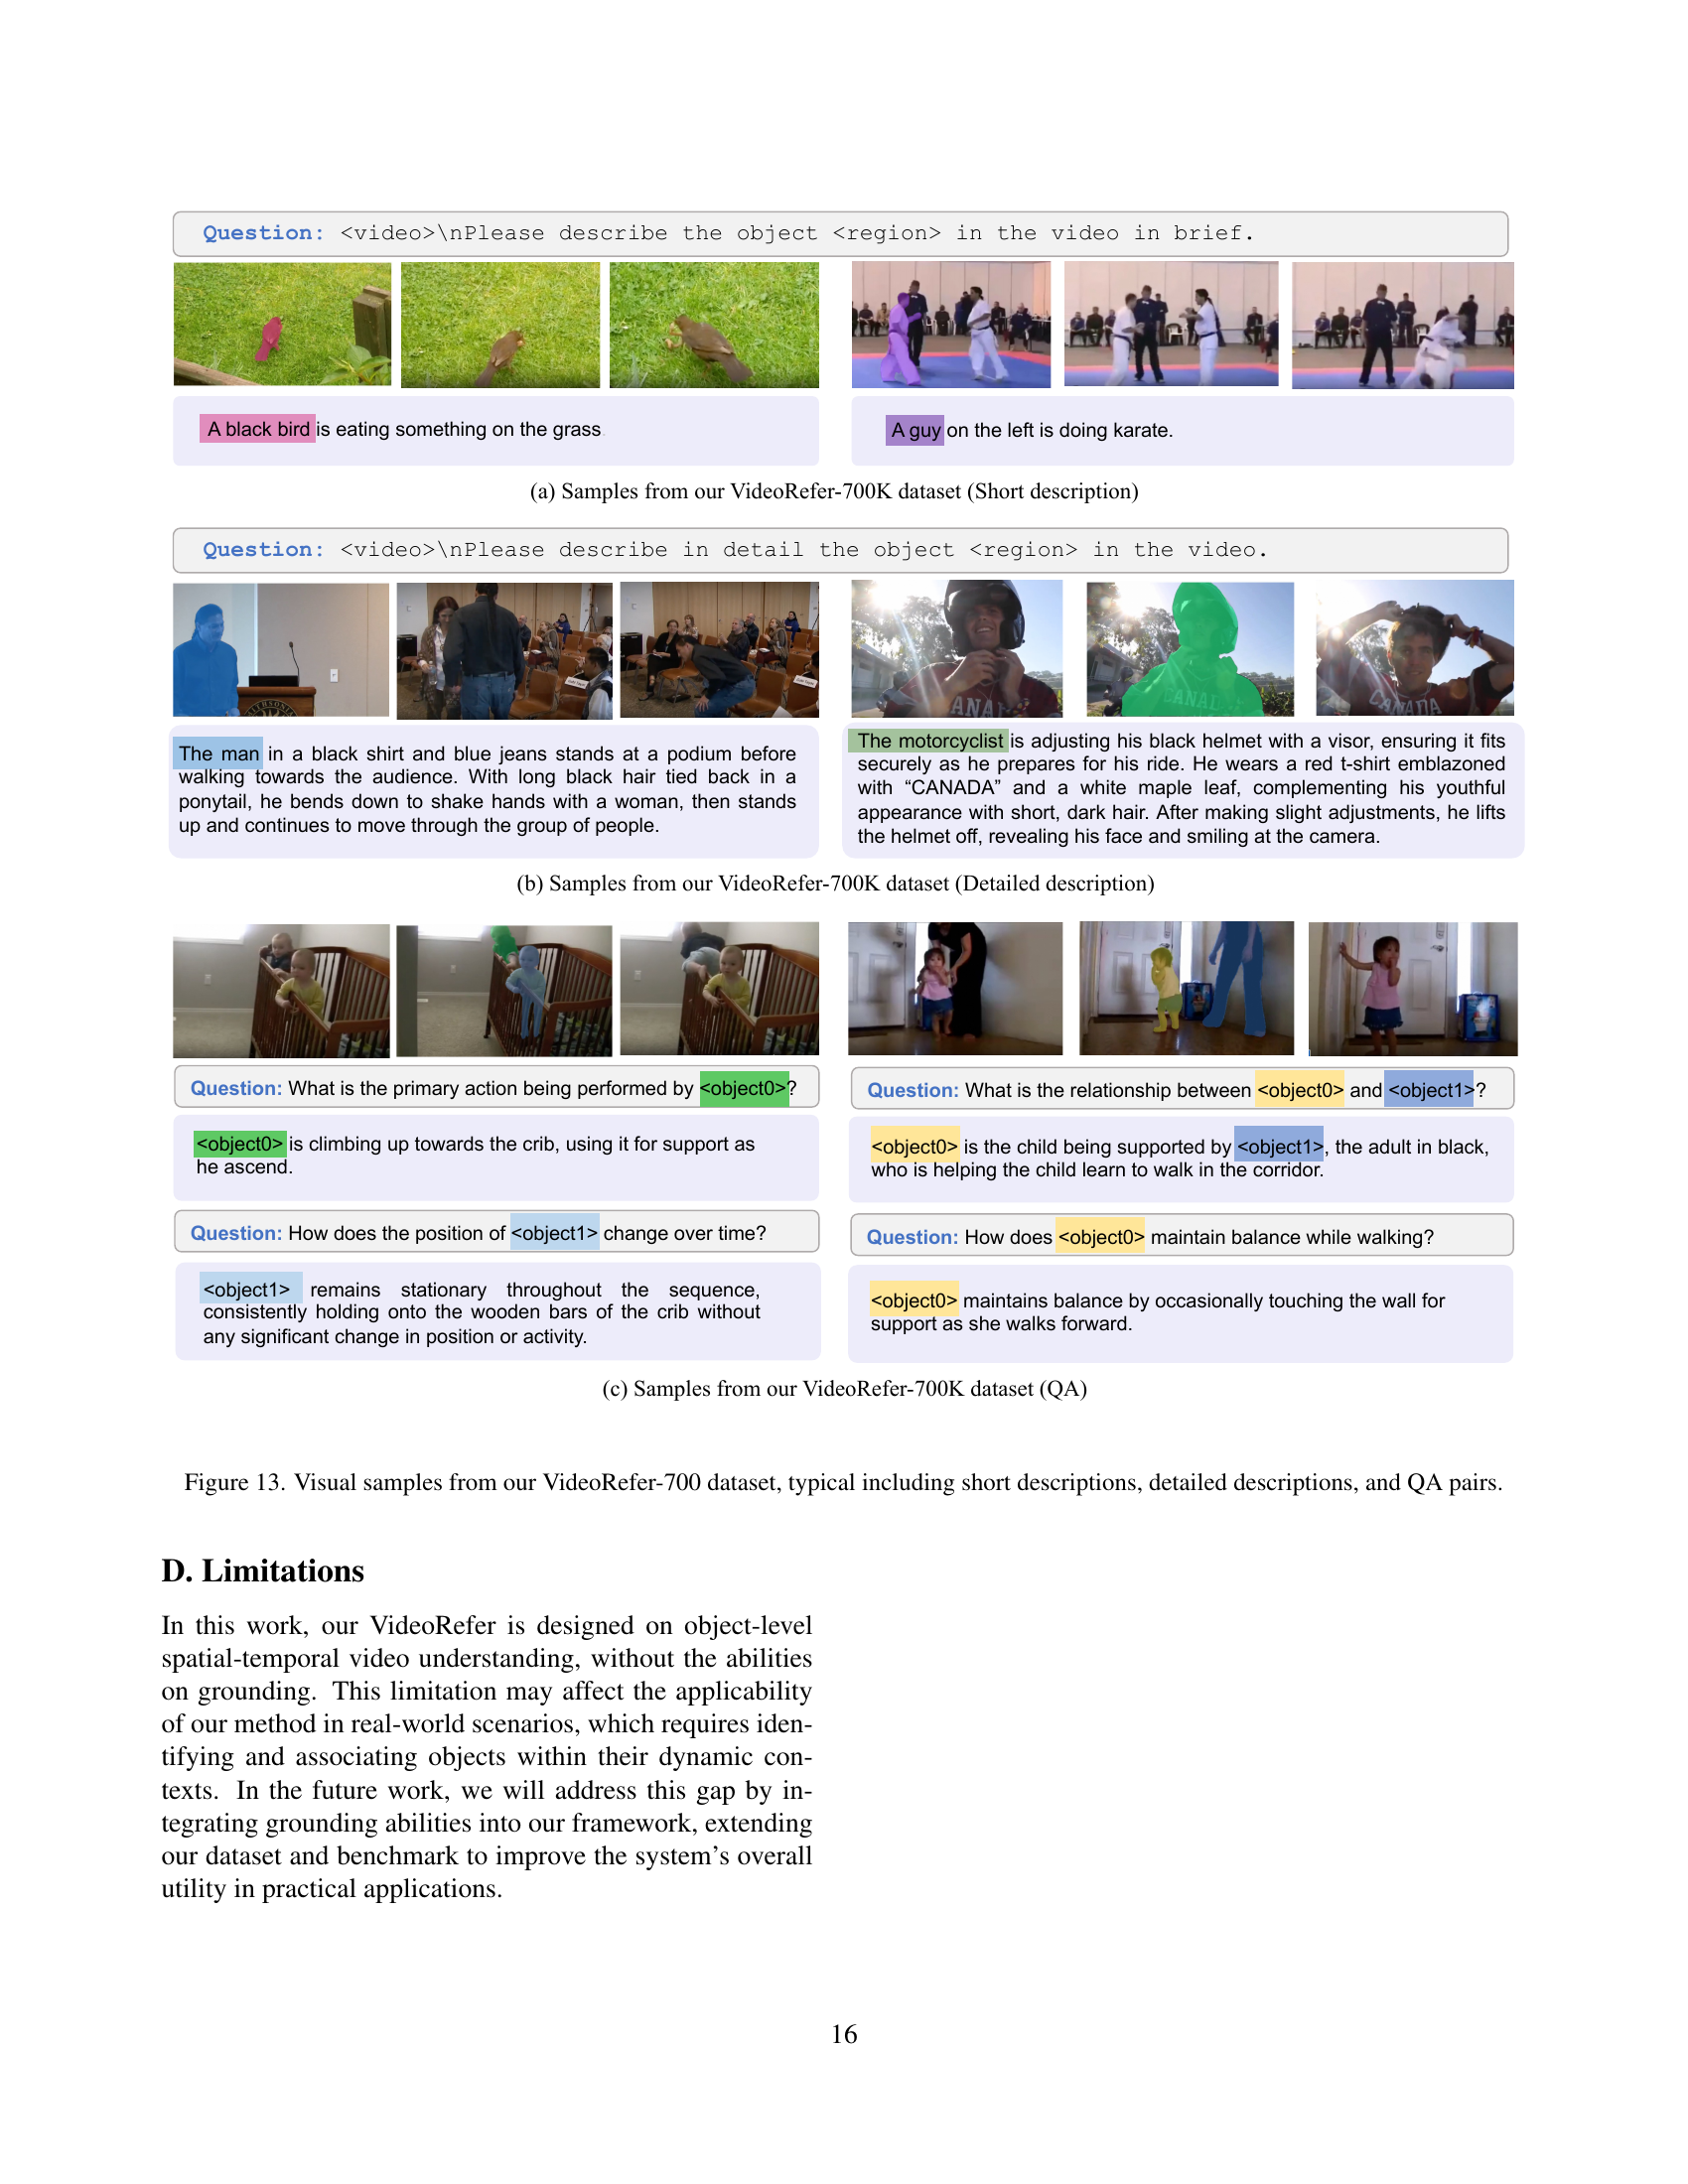 Question: <video>\nPlease describe the object <region> in the video in brief.
A black bird is eating something on the grass.
A guy on the left is doing karate.
(a) Samples from our VideoRefer-700K dataset (Short description)
Question: <video>\nPlease describe in detail the object <region> in the video.
CANADA
CANADA
The man in a black shirt and blue jeans stands at a podium before
walking towards the audience. With long black hair tied back in a
ponytail, he bends down to shake hands with a woman, then stands
up and continues to move through the group of people.
The motorcyclist is adjusting his black helmet with a visor, ensuring it fits
securely as he prepares for his ride. He wears a red t-shirt emblazoned
with “CANADA” and a white maple leaf, complementing his youthful
appearance with short, dark hair. After making slight adjustments, he lifts
the helmet off, revealing his face and smiling at the camera.
(b) Samples from our VideoRefer-700K dataset (Detailed description)
Question: What is the primary action being performed by <object0>?
<object0> is climbing up towards the crib, using it for support as
he ascend.
Question: How does the position of <object1> change over time?
<object1> remains stationary throughout the sequence,
consistently holding onto the wooden bars of the crib without
any significant change in position or activity.
Question: What is the relationship between <object0> and <object1>?
<object0> is the child being supported by <object1>, the adult in black,
who is helping the child learn to walk in the corridor.
Question: How does <object0> maintain balance while walking?
<object0> maintains balance by occasionally touching the wall for
support as she walks forward.
(c) Samples from our VideoRefer-700K dataset (QA)
Figure 13. Visual samples from our VideoRefer-700 dataset, typical including short descriptions, detailed descriptions, and QA pairs.
D. Limitations
In this work, our VideoRefer is designed on object-level
spatial-temporal video understanding, without the abilities
on grounding. This limitation may affect the applicability
of our method in real-world scenarios, which requires iden-
tifying and associating objects within their dynamic con-
texts. In the future work, we will address this gap by in-
tegrating grounding abilities into our framework, extending
our dataset and benchmark to improve the system’s overall
utility in practical applications.
16